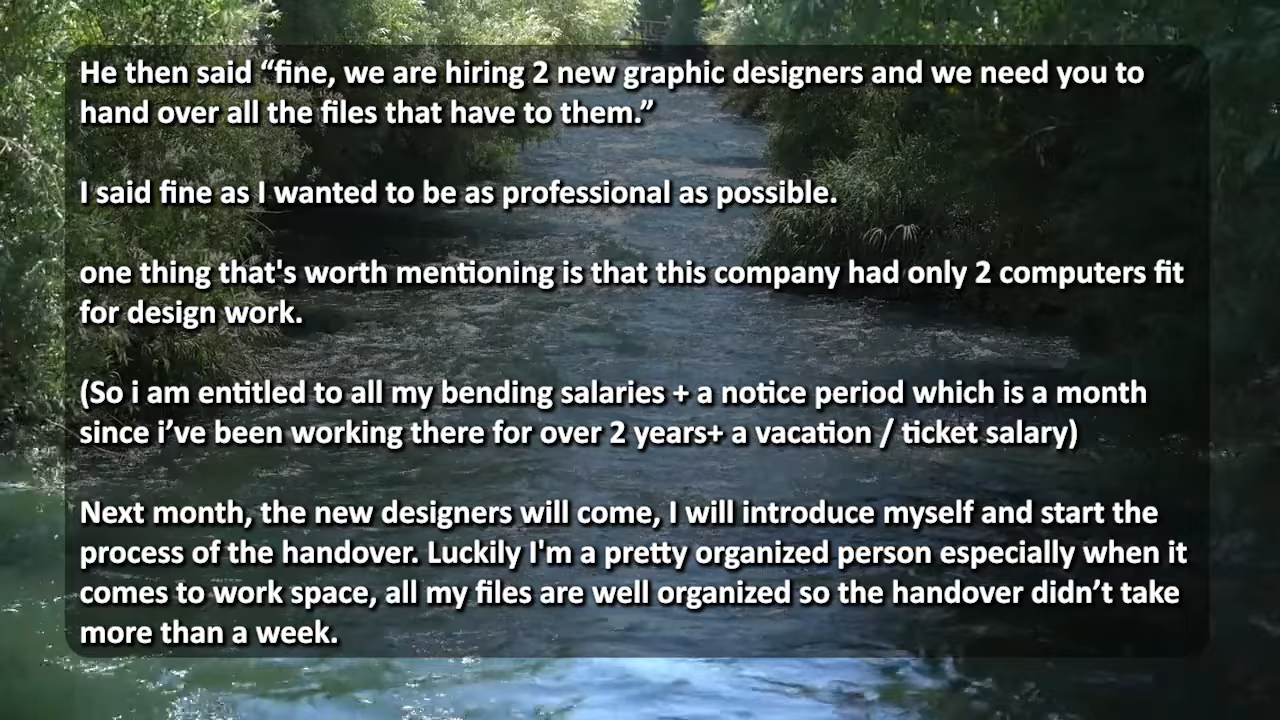 He then said “fine, we are hiring 2 new graphic designers and we need you to
hand over all the files that have to them.”
I said fine as I wanted to be as professional as possible.
one thing that's worth mentioning is that this company had only 2 computers fit
for design work.
(So i am entitled to all my bending salaries + a notice period which is a month
since i’ve been working there for over 2 years+ a vacation / ticket salary)
Next month, the new designers will come, I will introduce myself and start the
process of the handover. Luckily I'm a pretty organized person especially when it
comes to work space, all my files are well organized so the handover didn’t take
more than a week.